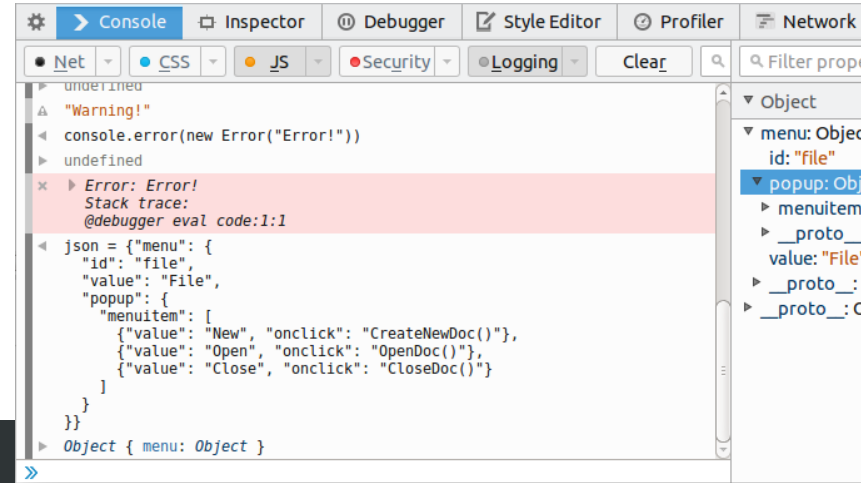 Console Inspector Debugger Style Editor Profiler Network
Net CSS JS Security Logging Clear
undefined
"Warning!"
console.error(new Error("Error!"))
undefined
Error: Error!
Stack trace:
@debugger eval code:1:1
json = {"menu": {
"id": "file",
"value": "File",
"popup": {
"menuitem": [
{"value": "New", "onclick": "CreateNewDoc()"},
{"value": "Open", "onclick": "OpenDoc()"},
{"value": "Close", "onclick": "CloseDoc()"}
]
}
}}
Object { menu: Object }
Filter
Object
menu:
id: "file"
popup:
menuitem
__proto__
value: "File"
__proto__:
__proto__: